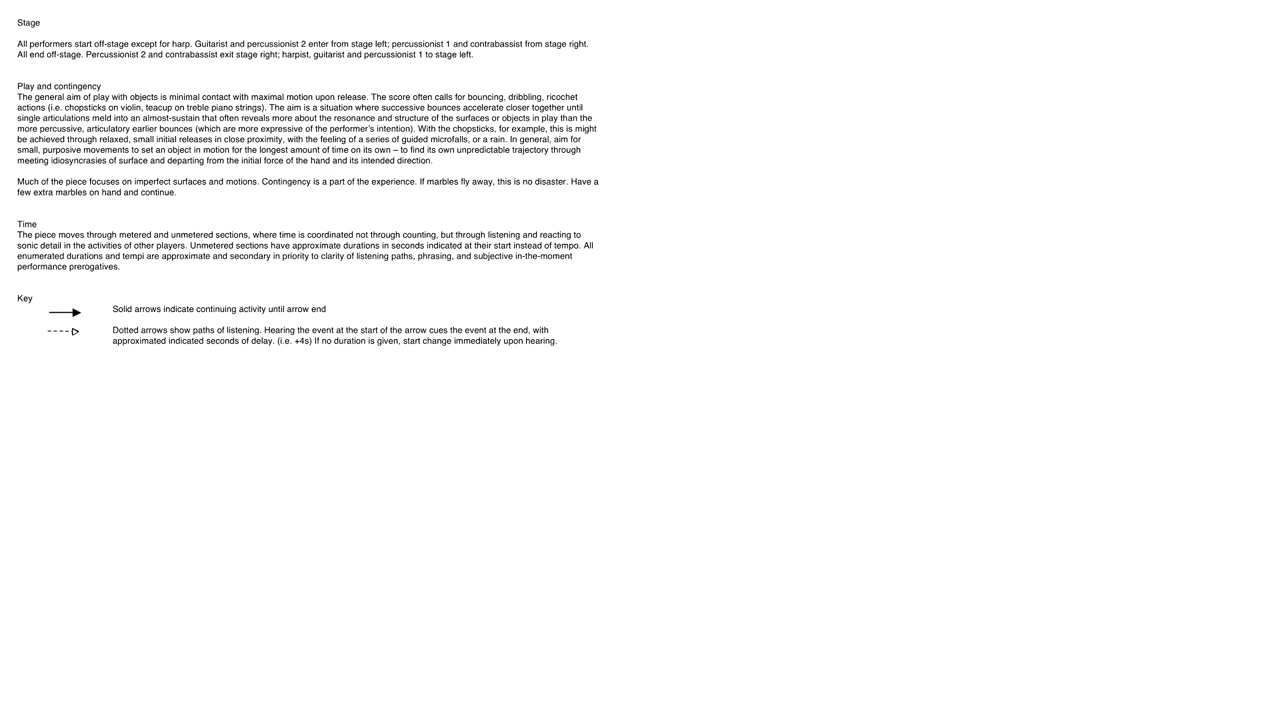 Stage
All performers start off-stage except for harp. Guitarist and percussionist 2 enter from stage left; percussionist 1 and contrabassist from stage right.
All end off-stage. Percussionist 2 and contrabassist exit stage right; harpist, guitarist and percussionist 1 to stage left.
Play and contingency
The general aim of play with objects is minimal contact with maximal motion upon release. The score often calls for bouncing, dribbling, ricochet
actions (i.e. chopsticks on violin, teacup on treble piano strings). The aim is a situation where successive bounces accelerate closer together until
single articulations meld into an almost-sustain that often reveals more about the resonance and structure of the surfaces or objects in play than the
more percussive, articulatory earlier bounces (which are more expressive of the performer's intention). With the chopsticks, for example, this is might
be achieved through relaxed, small initial releases in close proximity, with the feeling of a series of guided microfalls, or a rain. In general, aim for
small, purposive movements to set an object in motion for the longest amount of time on its own – to find its own unpredictable trajectory through
meeting idiosyncrasies of surface and departing from the initial force of the hand and its intended direction.
Much of the piece focuses on imperfect surfaces and motions. Contingency is a part of the experience. If marbles fly away, this is no disaster. Have a
few extra marbles on hand and continue.
Time
The piece moves through metered and unmetered sections, where time is coordinated not through counting, but through listening and reacting to
sonic detail in the activities of other players. Unmetered sections have approximate durations in seconds indicated at their start instead of tempo. All
enumerated durations and tempi are approximate and secondary in priority to clarity of listening paths, phrasing, and subjective in-the-moment
performance prerogatives.
Key
Solid arrows indicate continuing activity until arrow end
Dotted arrows show paths of listening. Hearing the event at the start of the arrow cues the event at the end, with
approximated indicated seconds of delay. (i.e. +4s) If no duration is given, start change immediately upon hearing.